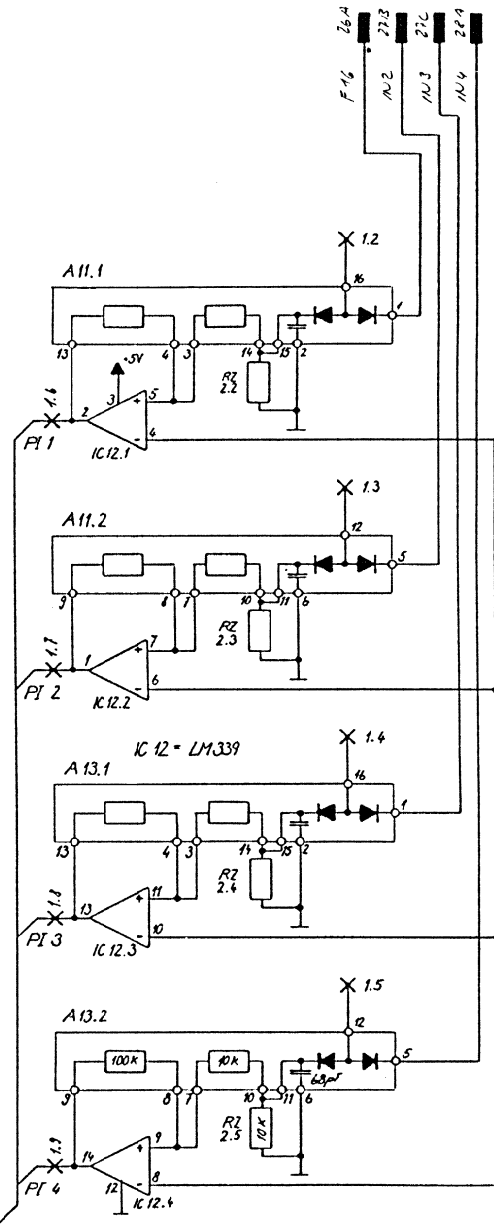 26A 27B 27C 28A
F16 IN2 IN3 IN4
1.2
A11.1
16
1
13 4 3 14 15 2
+5V
RZ
2.2
1.6
2 3 + 5
- 4
PI 1
IC12.1
1.3
A11.2
12
5
9 8 7 10 11 6
RZ
2.3
1.7
1 + 7
- 6
PI 2
IC12.2
IC 12 = LM339
1.4
A13.1
16
1
13 4 3 14 15 2
RZ
2.4
1.8
13 + 11
- 10
PI 3
IC12.3
1.5
A13.2
12
5
100K 10K 68pF
9 8 7 10 11 6
RZ
2.5
10K
1.9
14 + 9
- 8
PI 4
12
IC12.4